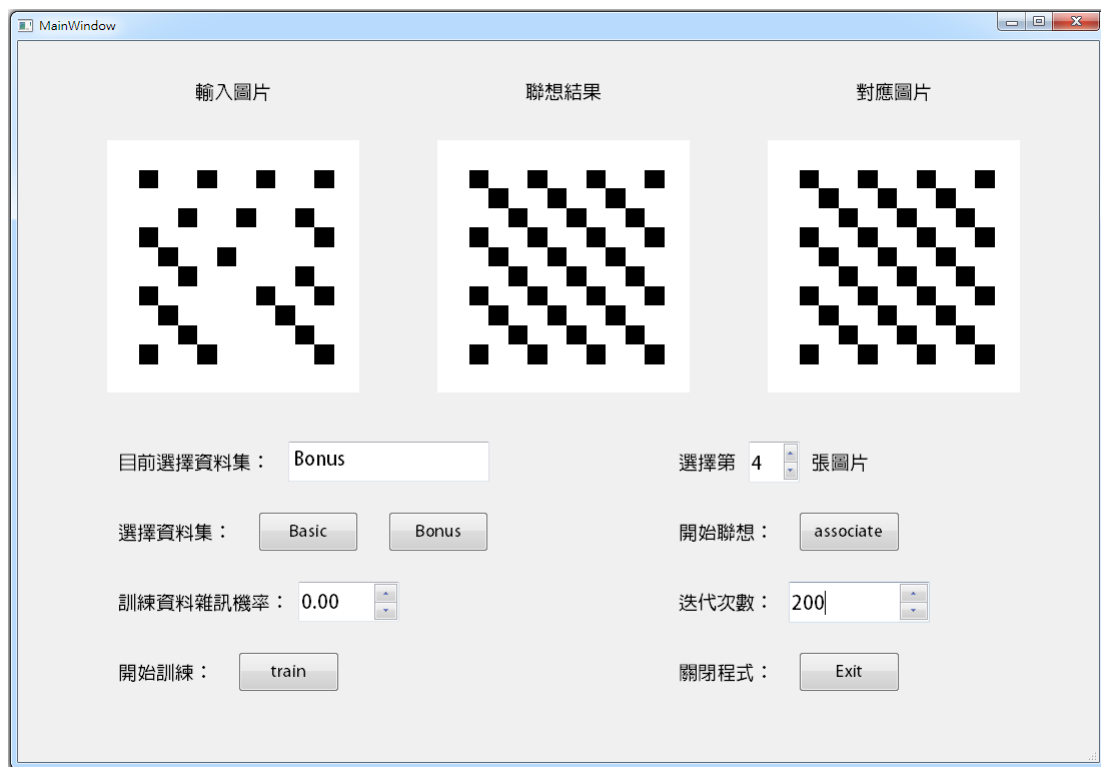 MainWindow
輸入圖片 聯想結果 對應圖片
目前選擇資料集： Bonus 選擇第 4 張圖片
選擇資料集： Basic Bonus 開始聯想： associate
訓練資料雜訊機率： 0.00 迭代次數： 200
開始訓練： train 關閉程式： Exit